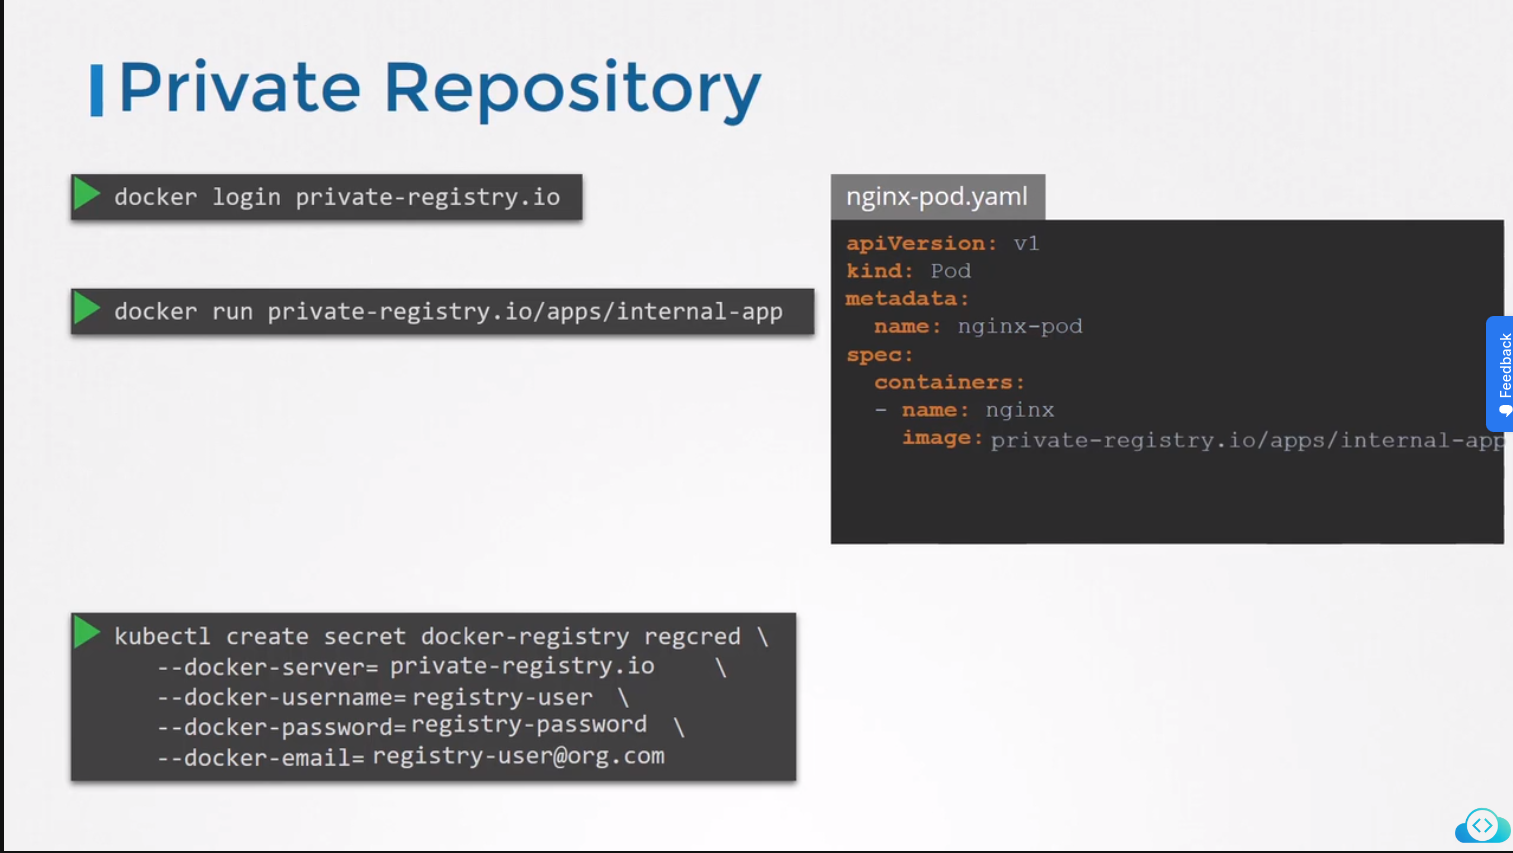 Private Repository
docker login private-registry.io
docker run private-registry.io/apps/internal-app
nginx-pod.yaml
apiVersion: v1
kind: Pod
metadata:
  name: nginx-pod
spec:
  containers:
  - name: nginx
    image: private-registry.io/apps/internal-app
Feedback
kubectl create secret docker-registry regcred \
   --docker-server= private-registry.io \
   --docker-username= registry-user \
   --docker-password= registry-password \
   --docker-email= registry-user@org.com